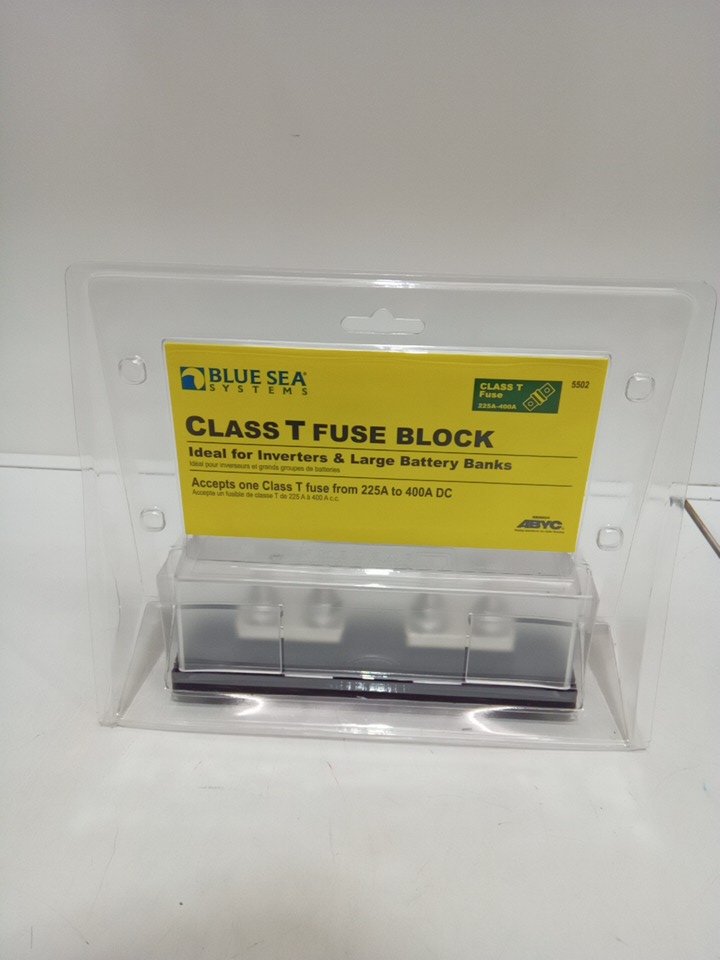 BLUE SEA®
SYSTEMS
CLASS T
Fuse
225A-400A
5502
CLASS T FUSE BLOCK
Ideal for Inverters & Large Battery Banks
Idéal pour inverseurs et grands groupes de batteries
Accepts one Class T fuse from 225A to 400A DC
Accepte un fusible de classe T de 225 A à 400 A c.c.
ABYC